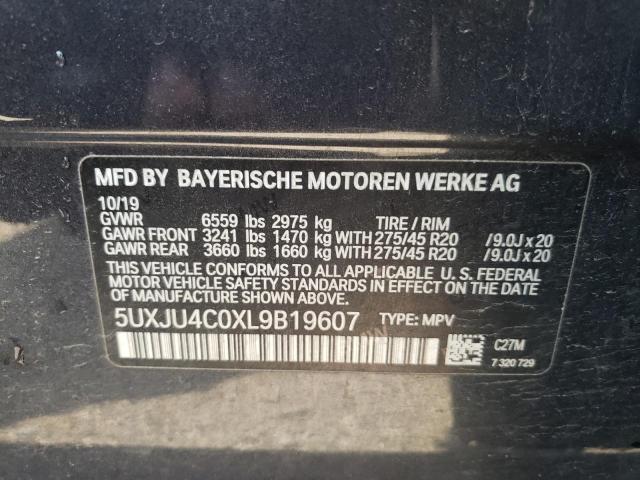 MFD BY BAYERISCHE MOTOREN WERKE AG
10/19
GVWR 6559 lbs 2975 kg TIRE / RIM
GAWR FRONT 3241 lbs 1470 kg WITH 275/45 R20 /9.0J x 20
GAWR REAR 3660 lbs 1660 kg WITH 275/45 R20 /9.0J x 20
THIS VEHICLE CONFORMS TO ALL APPLICABLE U. S. FEDERAL
MOTOR VEHICLE SAFETY STANDARDS IN EFFECT ON THE
DATE OF MANUFACTURE SHOWN ABOVE.
5UXJU4C0XL9B19607 TYPE: MPV
C27M
7 320 729